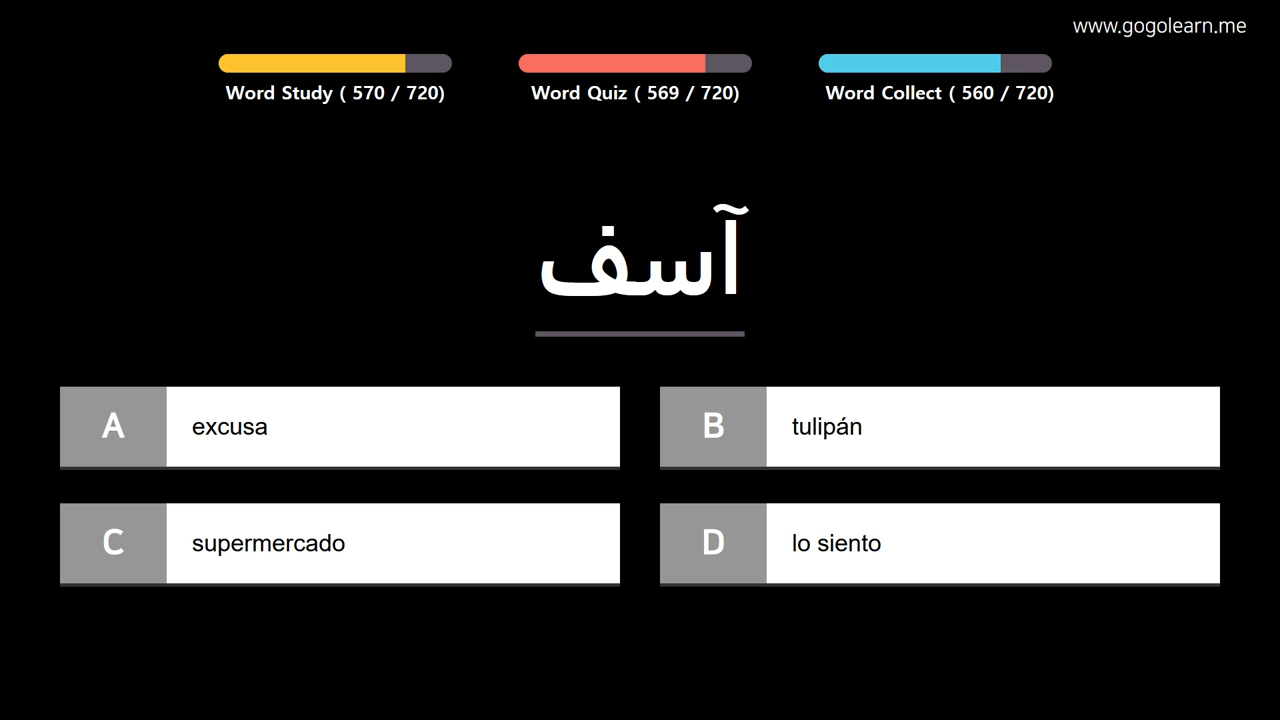 www.gogolearn.me
Word Study ( 570 / 720)
Word Quiz ( 569 / 720)
Word Collect ( 560 / 720)
آسف
A
excusa
B
tulipán
C
supermercado
D
lo siento